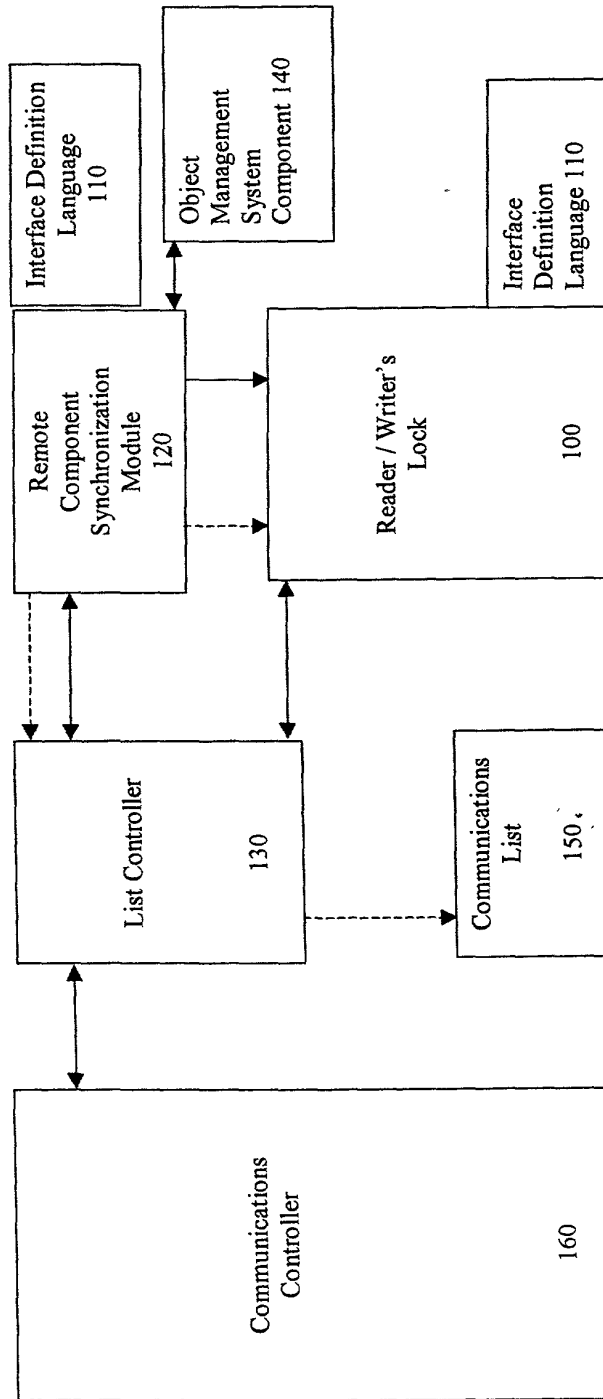 Interface Definition
Language
110
Object
Management
System
Component 140
Remote
Component
Synchronization
Module
120
Interface
Definition
Language 110
Reader / Writer's
Lock
100
List Controller
130
Communications
List
150
Communications
Controller
160